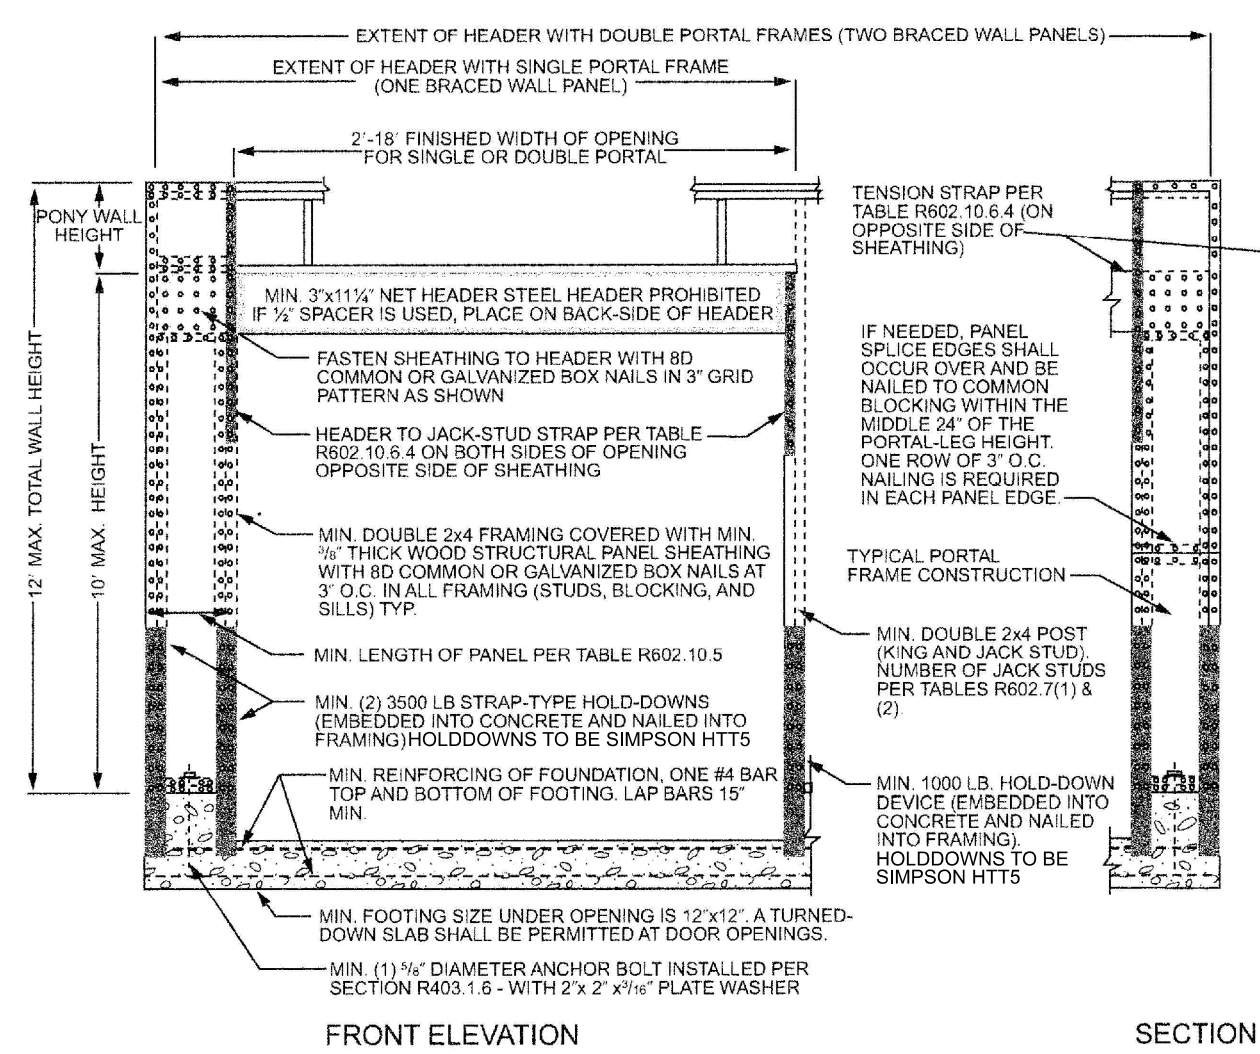 EXTENT OF HEADER WITH DOUBLE PORTAL FRAMES (TWO BRACED WALL PANELS)
EXTENT OF HEADER WITH SINGLE PORTAL FRAME
(ONE BRACED WALL PANEL)
2'-18' FINISHED WIDTH OF OPENING
FOR SINGLE OR DOUBLE PORTAL
PONY WALL
HEIGHT
12' MAX. TOTAL WALL HEIGHT
10' MAX. HEIGHT
MIN. 3"x11¼" NET HEADER STEEL HEADER PROHIBITED
IF ½" SPACER IS USED, PLACE ON BACK-SIDE OF HEADER
FASTEN SHEATHING TO HEADER WITH 8D
COMMON OR GALVANIZED BOX NAILS IN 3" GRID
PATTERN AS SHOWN
HEADER TO JACK-STUD STRAP PER TABLE
R602.10.6.4 ON BOTH SIDES OF OPENING
OPPOSITE SIDE OF SHEATHING
MIN. DOUBLE 2x4 FRAMING COVERED WITH MIN.
3/8" THICK WOOD STRUCTURAL PANEL SHEATHING
WITH 8D COMMON OR GALVANIZED BOX NAILS AT
3" O.C. IN ALL FRAMING (STUDS, BLOCKING, AND
SILLS) TYP.
MIN. LENGTH OF PANEL PER TABLE R602.10.5
MIN. (2) 3500 LB STRAP-TYPE HOLD-DOWNS
(EMBEDDED INTO CONCRETE AND NAILED INTO
FRAMING)HOLDDOWNS TO BE SIMPSON HTT5
MIN. REINFORCING OF FOUNDATION, ONE #4 BAR
TOP AND BOTTOM OF FOOTING. LAP BARS 15"
MIN.
MIN. FOOTING SIZE UNDER OPENING IS 12"x12". A TURNED-
DOWN SLAB SHALL BE PERMITTED AT DOOR OPENINGS.
MIN. (1) 5/8" DIAMETER ANCHOR BOLT INSTALLED PER
SECTION R403.1.6 - WITH 2"x 2" x3/16" PLATE WASHER
FRONT ELEVATION
TENSION STRAP PER
TABLE R602.10.6.4 (ON
OPPOSITE SIDE OF
SHEATHING)
IF NEEDED, PANEL
SPLICE EDGES SHALL
OCCUR OVER AND BE
NAILED TO COMMON
BLOCKING WITHIN THE
MIDDLE 24" OF THE
PORTAL-LEG HEIGHT.
ONE ROW OF 3" O.C.
NAILING IS REQUIRED
IN EACH PANEL EDGE.
TYPICAL PORTAL
FRAME CONSTRUCTION
MIN. DOUBLE 2x4 POST
(KING AND JACK STUD).
NUMBER OF JACK STUDS
PER TABLES R602.7(1) &
(2).
MIN. 1000 LB. HOLD-DOWN
DEVICE (EMBEDDED INTO
CONCRETE AND NAILED
INTO FRAMING).
HOLDDOWNS TO BE
SIMPSON HTT5
SECTION